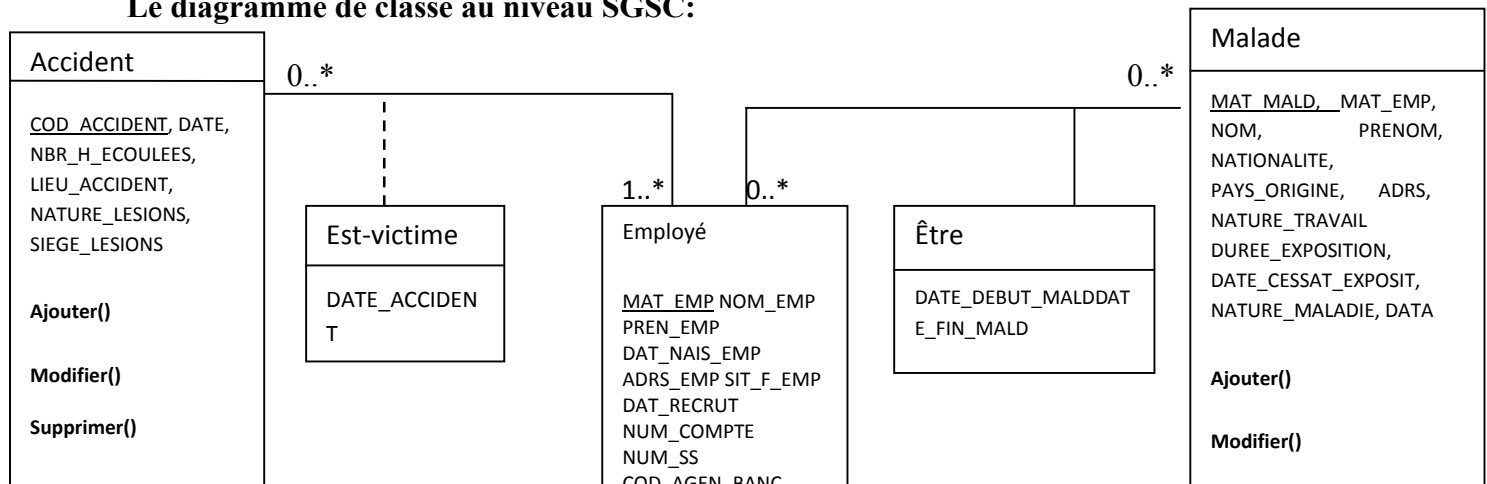 Le diagramme de classe au niveau SGSC:
Accident
0..*
COD_ACCIDENT, DATE,
NBR_H_ECOULEES,
LIEU_ACCIDENT,
NATURE_LESIONS,
SIEGE_LESIONS
Ajouter()
Modifier()
Supprimer()
Est-victime
DATE_ACCIDEN
T
1..*
0..*
Employé
MAT_EMP NOM_EMP
PREN_EMP
DAT_NAIS_EMP
ADRS_EMP SIT_F_EMP
DAT_RECRUT
NUM_COMPTE
NUM_SS
COD_AGEN_BANC
Être
DATE_DEBUT_MALDDAT
E_FIN_MALD
0..*
Malade
MAT_MALD, MAT_EMP,
NOM, PRENOM,
NATIONALITE,
PAYS_ORIGINE, ADRS,
NATURE_TRAVAIL
DUREE_EXPOSITION,
DATE_CESSAT_EXPOSIT,
NATURE_MALADIE, DATA
Ajouter()
Modifier()